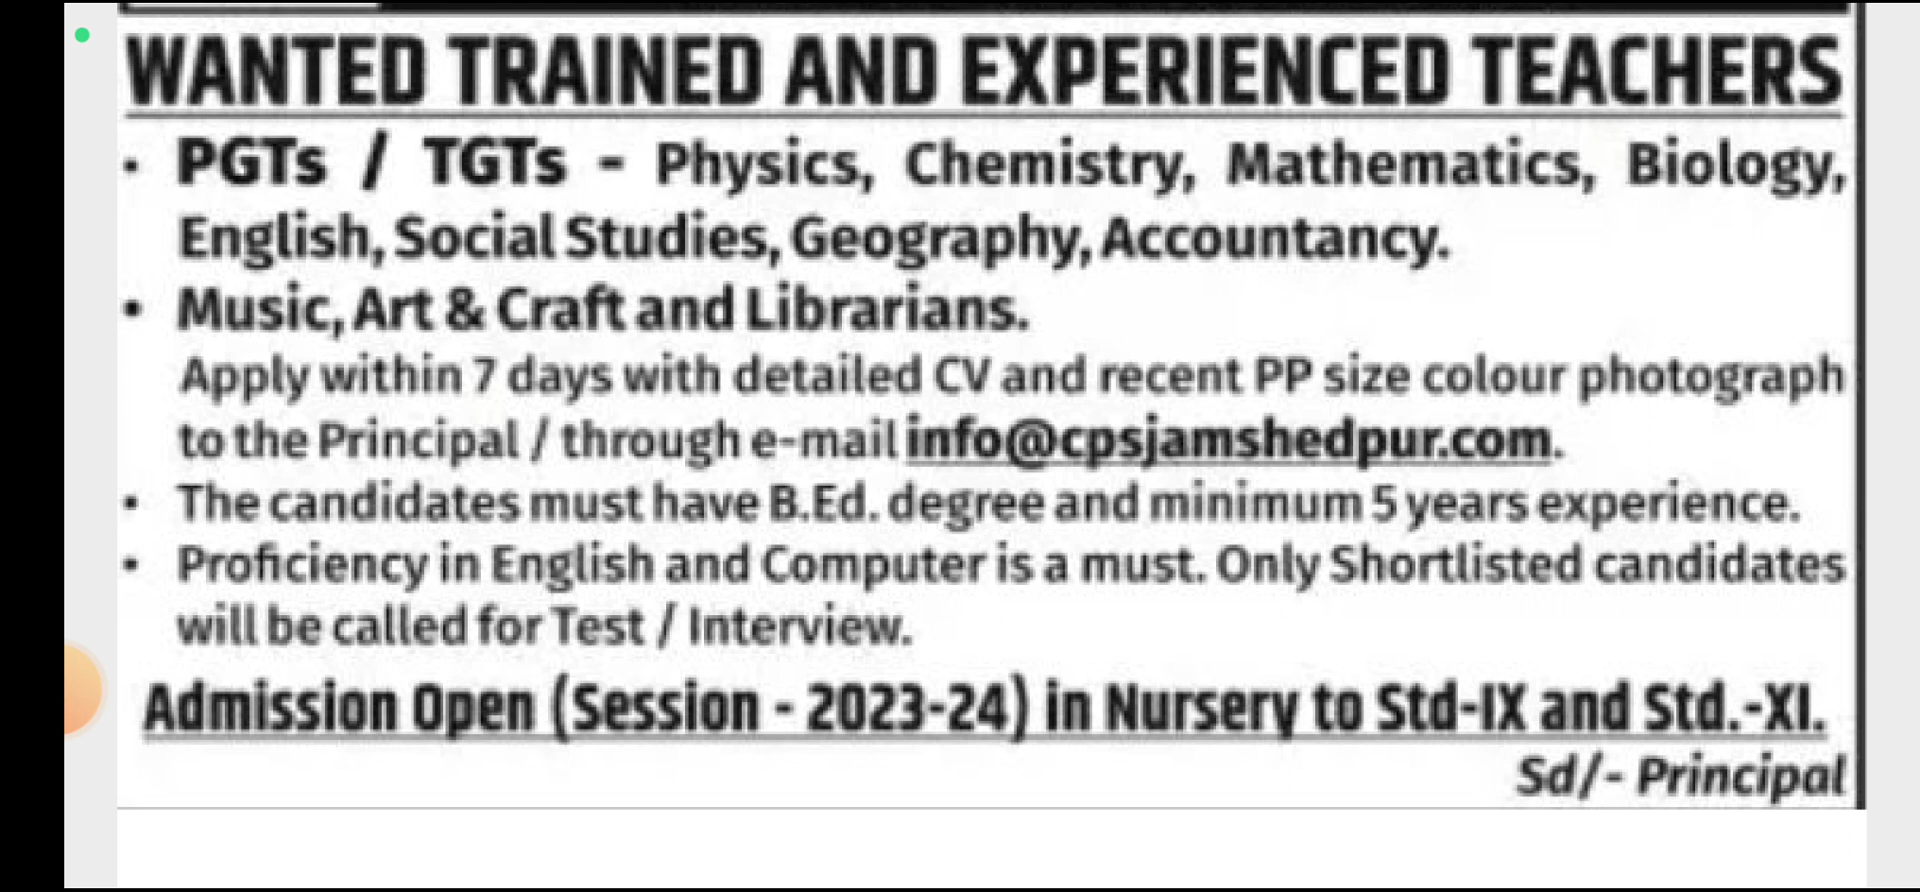 WANTED TRAINED AND EXPERIENCED TEACHERS
• PGTs / TGTs - Physics, Chemistry, Mathematics, Biology,
English, Social Studies, Geography, Accountancy.
• Music, Art & Craft and Librarians.
Apply within 7 days with detailed CV and recent PP size colour photograph
to the Principal / through e-mail info@cpsjamshedpur.com.
• The candidates must have B.Ed. degree and minimum 5 years experience.
• Proficiency in English and Computer is a must. Only Shortlisted candidates
will be called for Test / Interview.
Admission Open (Session - 2023-24) in Nursery to Std-IX and Std.-XI.
Sd/- Principal